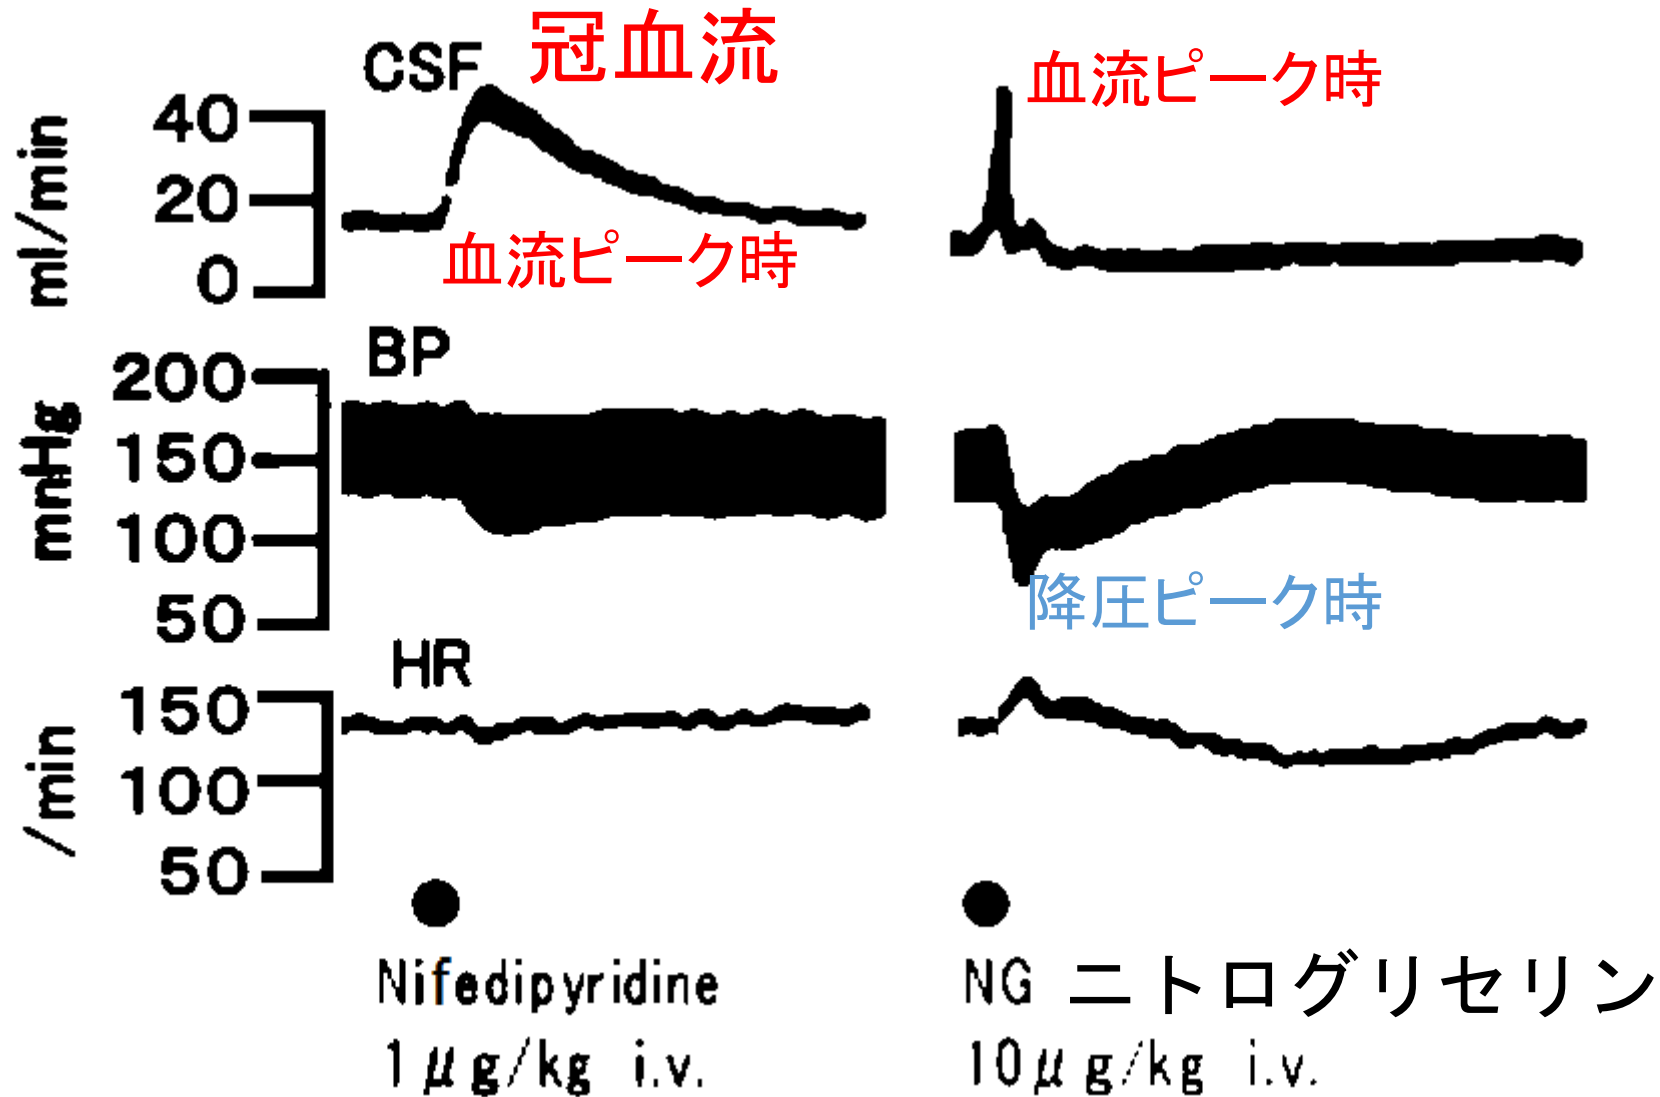 CSF 冠血流
血流ピーク時
40
20
0
ml/min
血流ピーク時
BP
200
150
100
50
mmHg
降圧ピーク時
HR
150
100
50
/min
Nifedipyridine
1μg/kg i.v.
NG ニトログリセリン
10μg/kg i.v.